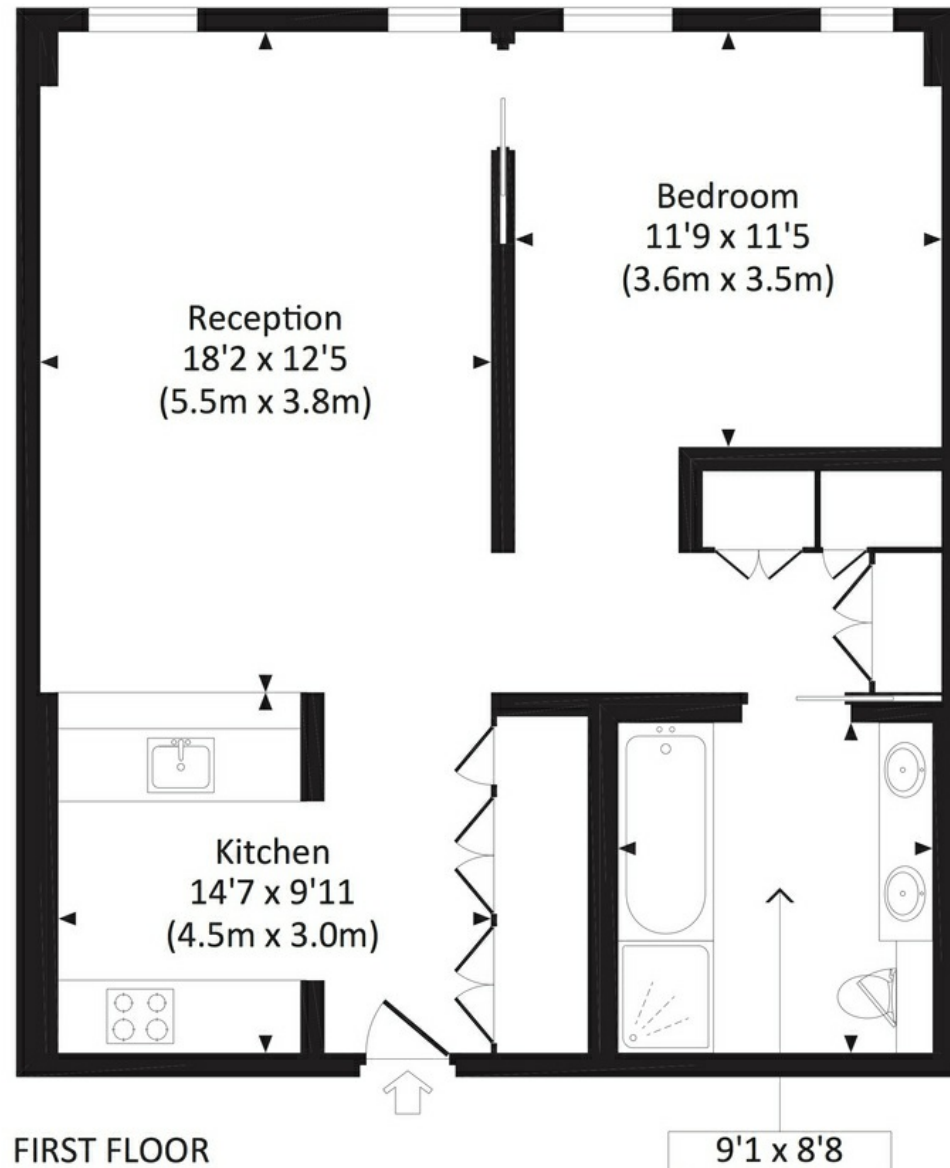 Bedroom
11'9 x 11'5
(3.6m x 3.5m)
Reception
18'2 x 12'5
(5.5m x 3.8m)
Kitchen
14'7 x 9'11
(4.5m x 3.0m)
FIRST FLOOR
9'1 x 8'8